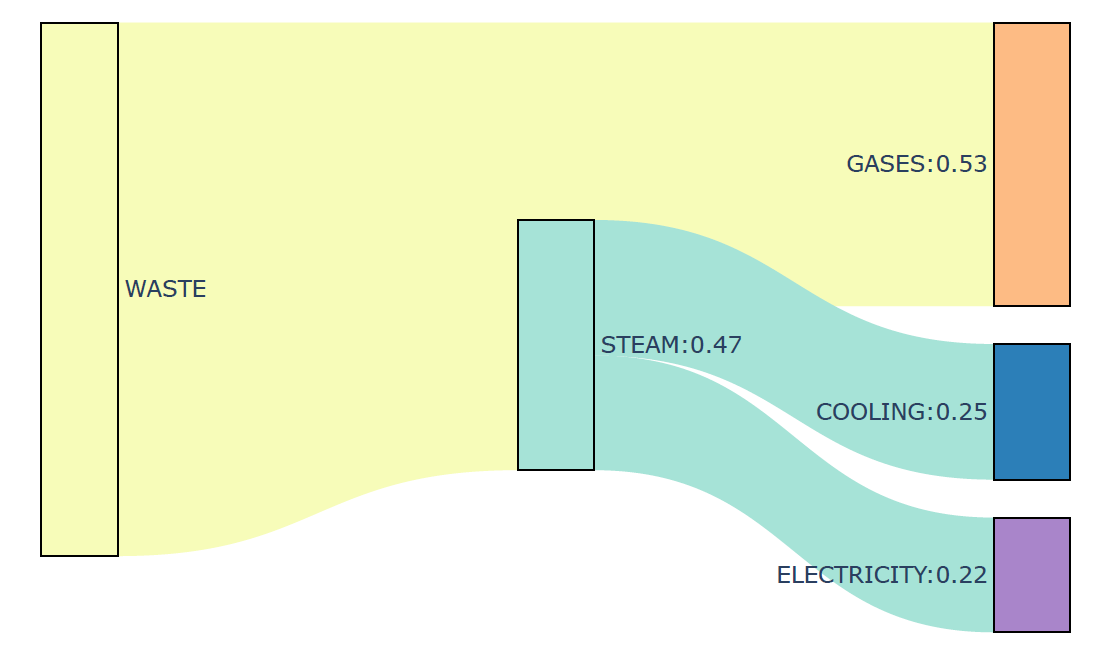 GASES:0.53
WASTE
STEAM:0.47
COOLING:0.25
ELECTRICITY:0.22